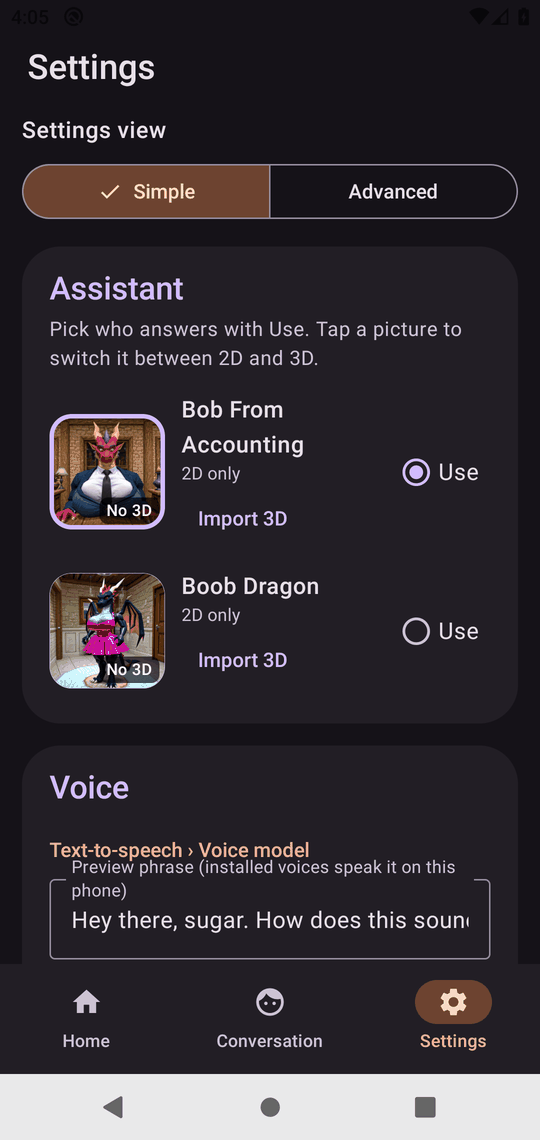 4:05
Settings
Settings view
Simple
Advanced
Assistant
Pick who answers with Use. Tap a picture to
switch it between 2D and 3D.
Bob From
Accounting
2D only
Import 3D
No 3D
Use
Boob Dragon
2D only
Import 3D
No 3D
Use
Voice
Text-to-speech › Voice model
Preview phrase (installed voices speak it on this
phone)
Hey there, sugar. How does this soun
Home
Conversation
Settings